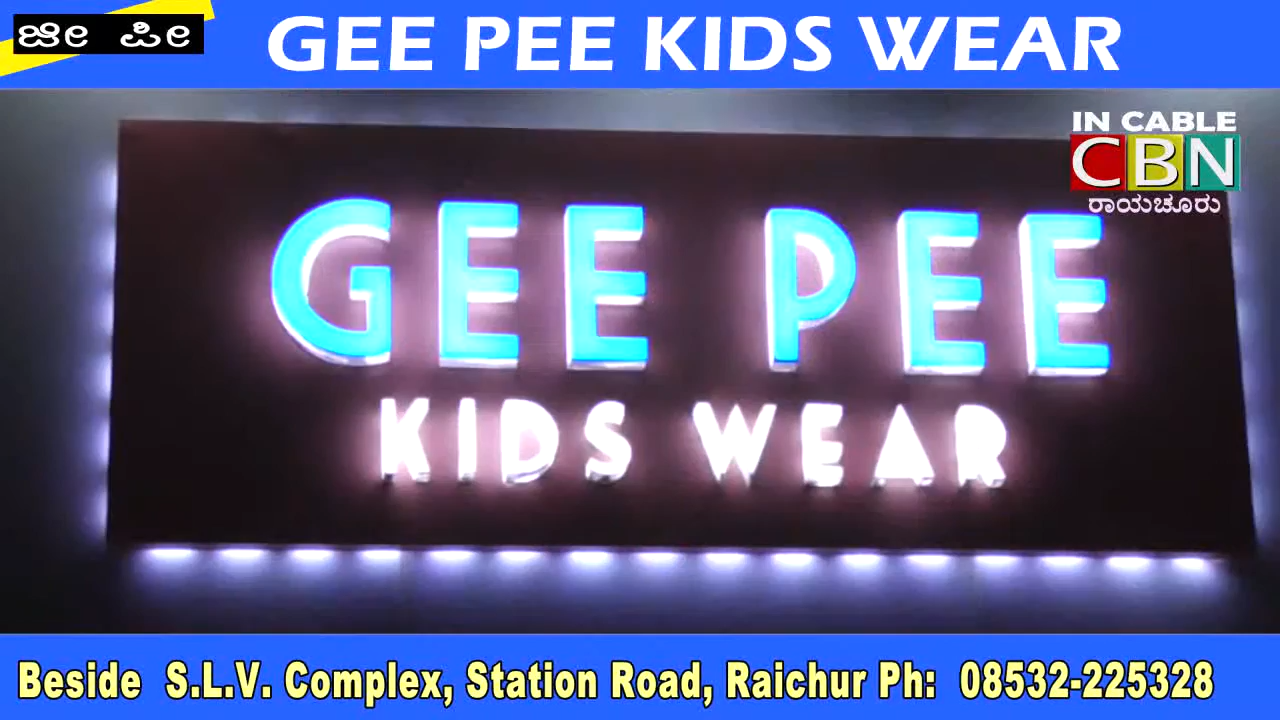 ಜೀ ಪೀ
GEE PEE KIDS WEAR
IN CABLE
CBN
ರಾಯಚೂರು
GEE PEE
KIDS WEAR
Beside S.L.V. Complex, Station Road, Raichur Ph: 08532-225328